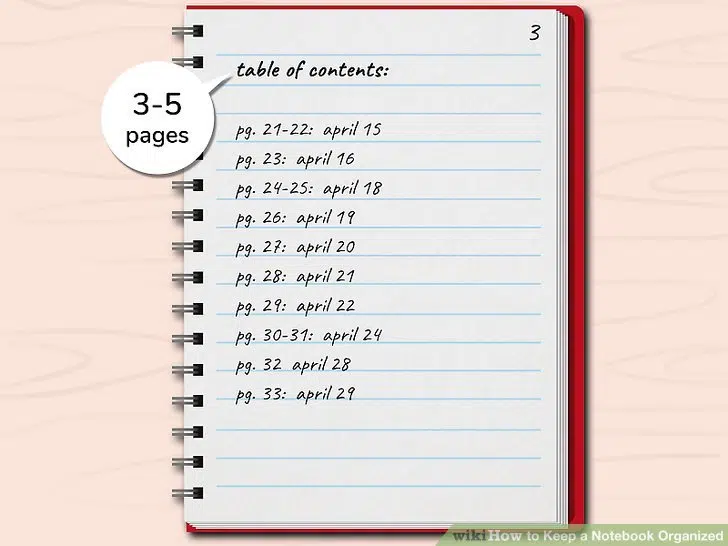 3
table of contents:
3-5
pages
pg. 21-22: april 15
pg. 23: april 16
pg. 24-25: april 18
pg. 26: april 19
pg. 27: april 20
pg. 28: april 21
pg. 29: april 22
pg. 30-31: april 24
pg. 32 april 28
pg. 33: april 29
wikiHow to Keep a Notebook Organized